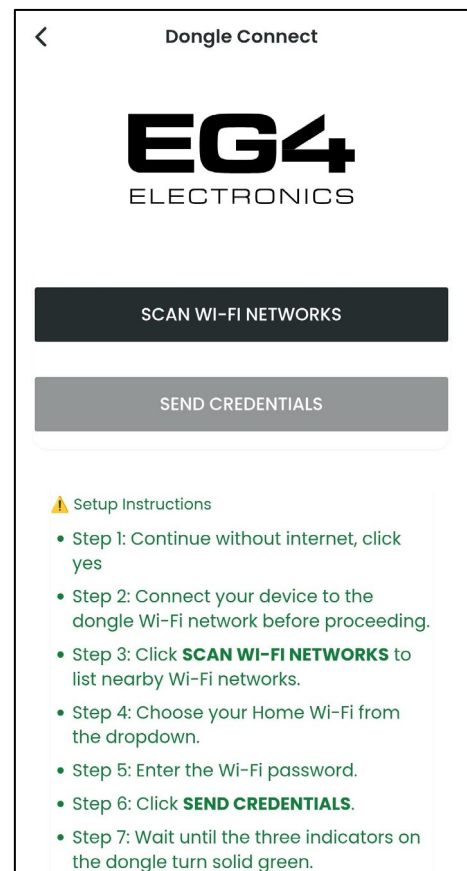 Dongle Connect
EG4
ELECTRONICS
SCAN WI-FI NETWORKS
SEND CREDENTIALS
⚠️ Setup Instructions
• Step 1: Continue without internet, click
yes
• Step 2: Connect your device to the
dongle Wi-Fi network before proceeding.
• Step 3: Click SCAN WI-FI NETWORKS to
list nearby Wi-Fi networks.
• Step 4: Choose your Home Wi-Fi from
the dropdown.
• Step 5: Enter the Wi-Fi password.
• Step 6: Click SEND CREDENTIALS.
• Step 7: Wait until the three indicators on
the dongle turn solid green.